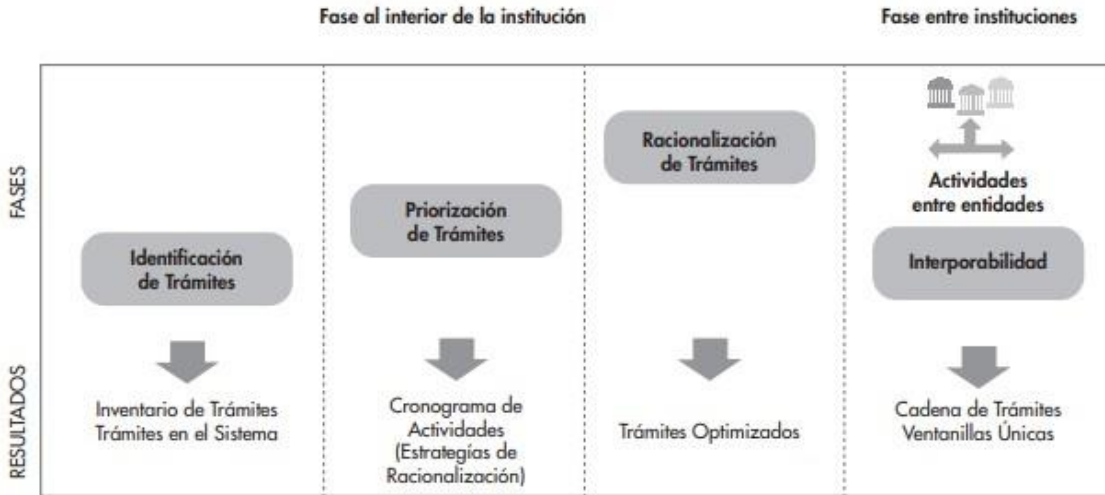 Fase al interior de la institución
Fase entre instituciones
FASES
Identificación
de Trámites
Priorización
de Trámites
Racionalización
de Trámites
Actividades
entre entidades
Interporabilidad
RESULTADOS
Inventario de Trámites
Trámites en el Sistema
Cronograma de
Actividades
(Estrategías de
Racionalización)
Trámites Optimizados
Cadena de Trámites
Ventanillas Únicas